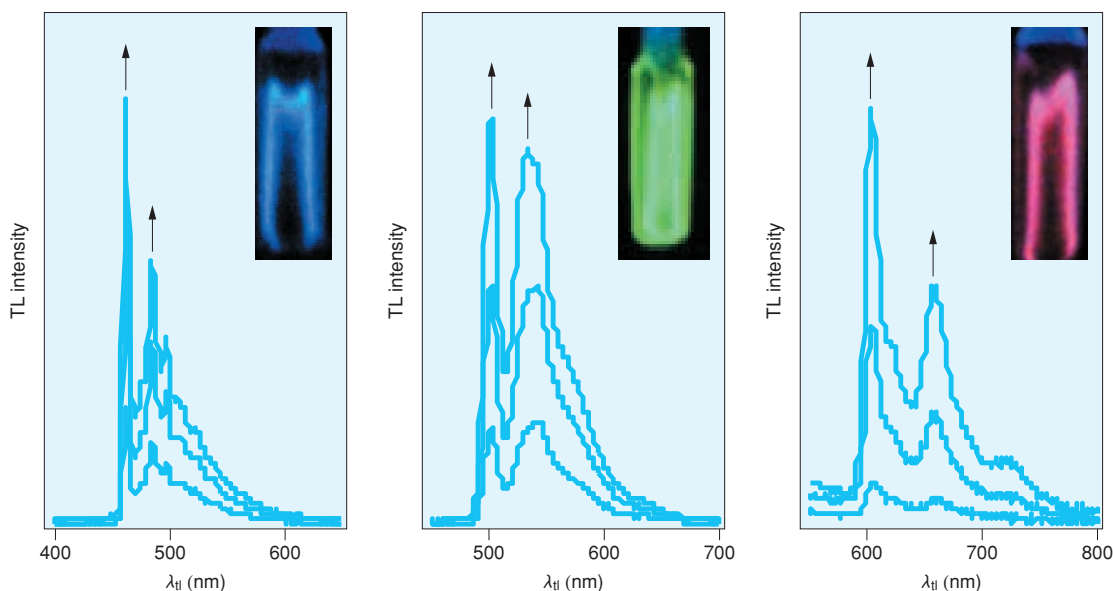 TL intensity
400 500 600
λtl (nm)
TL intensity
500 600 700
λtl (nm)
TL intensity
600 700 800
λtl (nm)